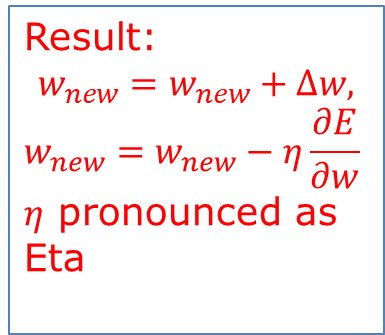 Result:
w_new = w_new + Δw,
w_new = w_new − η ∂E/∂w
η pronounced as
Eta